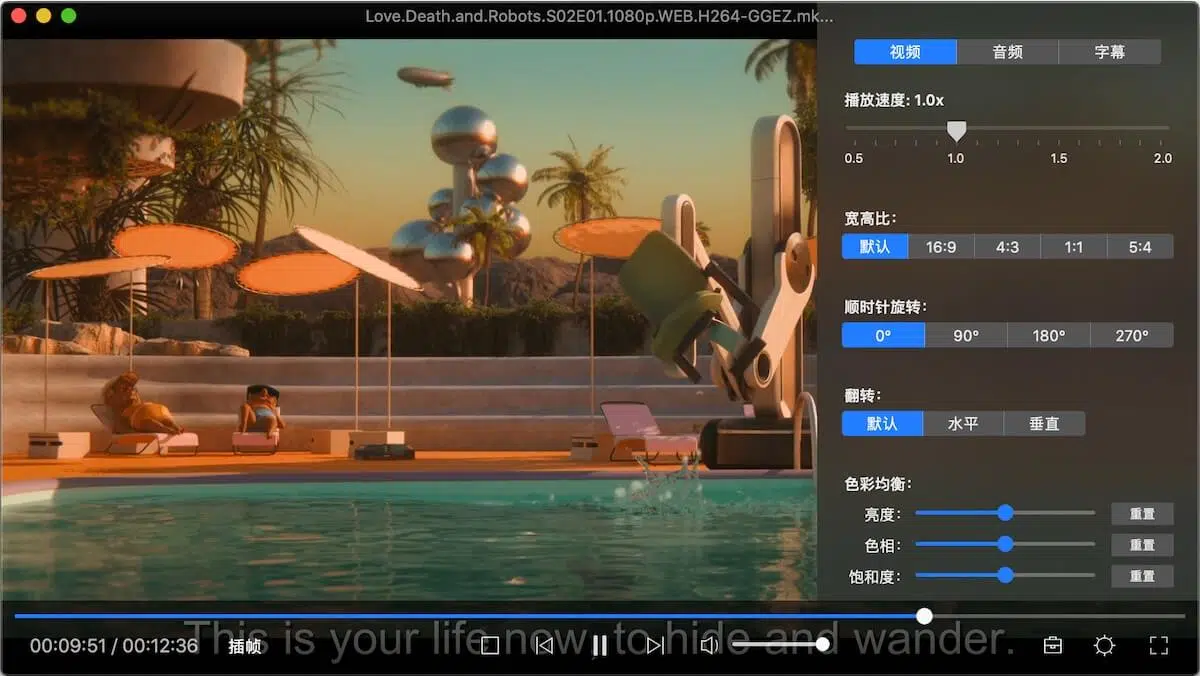 Love.Death.and.Robots.S02E01.1080p.WEB.H264-GGEZ.mk...
视频 音频 字幕
播放速度: 1.0x
0.5 1.0 1.5 2.0
宽高比:
默认 16:9 4:3 1:1 5:4
顺时针旋转:
0° 90° 180° 270°
翻转:
默认 水平 垂直
色彩均衡:
亮度: 重置
色相: 重置
饱和度: 重置
This is your life now, to hide and wander.
00:09:51 / 00:12:36 插帧